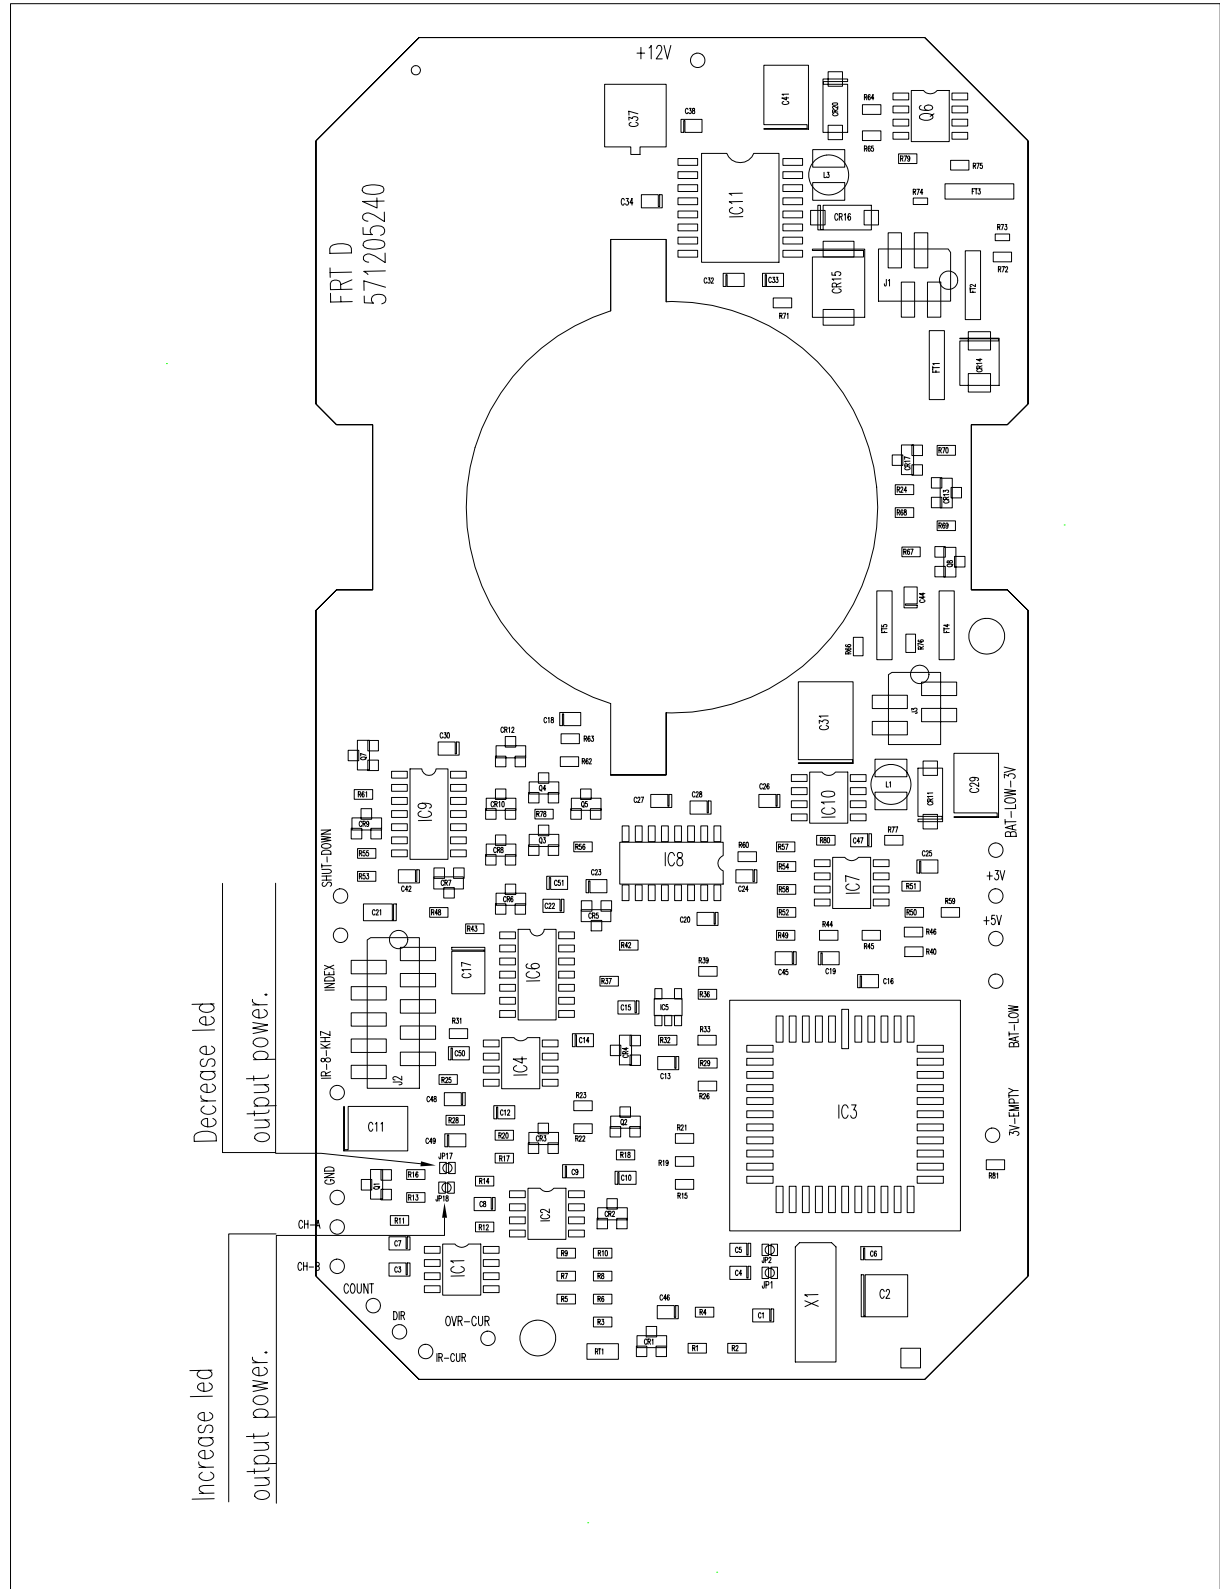 +12V
C37
C38
C41
CR20
R64
Q6
R65
R79
R75
L3
R74
FT3
C34
IC11
CR16
R73
R72
FRT D
571205240
C32
C33
CR15
J1
FT2
R71
FT1
CR14
CR17
R70
R24
CR13
R68
R69
R67
Q8
C44
FT5
FT4
R66
R76
J3
C31
C18
CR12
C30
R63
Q7
R62
L1
CR11
C29
BAT-LOW-3V
R61
IC9
CR10
Q4
Q5
C27
C28
C26
IC10
R78
CR9
SHUT-DOWN
R55
CR8
Q3
R56
IC8
R60
R57
R80
C47
R77
R53
C42
CR7
C51
C23
C24
R54
IC7
C25
+3V
R58
R51
C21
R48
CR6
C22
CR5
C20
R52
R50
R59
+5V
R43
R42
R49
R44
R45
R46
R40
INDEX
C17
IC6
R37
R39
C45
C19
C16
R36
C15
IC5
IR-8-KHZ
J2
R31
C50
IC4
C14
CR4
R32
R33
BAT-LOW
R29
C13
R25
R26
C48
C12
R23
IC3
3V-EMPTY
C11
R28
C49
R20
CR3
R22
Q2
R21
Decrease led
output power.
JP17
R17
R18
R19
R81
GND
Q1
R16
R14
C9
C10
R15
JP18
R13
C8
IC2
CR2
CH-A
R11
R12
C7
CH-B
C3
IC1
R9
R10
C5
JP2
C6
R7
R8
C4
JP1
COUNT
R5
R6
X1
C2
DIR
OVR-CUR
R3
C46
R4
C1
IR-CUR
RT1
CR1
R1
R2
Increase led
output power.